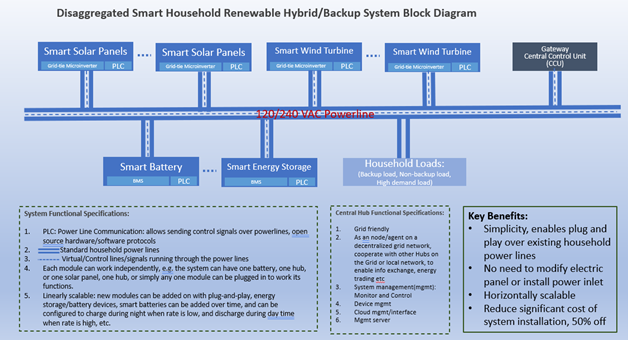 Disaggregated Smart Household Renewable Hybrid/Backup System Block Diagram
Smart Solar Panels
Grid-tie Microinverter PLC
Smart Solar Panels
Grid-tie Microinverter PLC
Smart Wind Turbine
Grid-tie Microinverter PLC
Smart Wind Turbine
Grid-tie Microinverter PLC
Gateway
Central Control Unit
(CCU)
120/240 VAC Powerline
Smart Battery
BMS PLC
Smart Energy Storage
BMS PLC
Household Loads:
(Backup load, Non-backup load,
High demand load)
System Functional Specifications:
1. PLC: Power Line Communication: allows sending control signals over powerlines, open
source hardware/software protocols
2. Standard household power lines
3. Virtual/Control lines/signals running through the power lines
4. Each module can work independently, e.g. the system can have one battery, one hub,
or one solar panel, one hub, or simply any one module can be plugged in to work its
functions.
5. Linearly scalable: new modules can be added on with plug-and-play, energy
storage/battery devices, smart batteries can be added over time, and can be
configured to charge during night when rate is low, and discharge during day time
when rate is high, etc.
Central Hub Functional Specifications:
1. Grid friendly
2. As an node/agent on a
decentralized grid network,
cooperate with other Hubs on
the Grid or local network, to
enable info exchange, energy
trading etc
3. System management(mgmt):
Monitor and Control
4. Device mgmt
5. Cloud mgmt/interface
6. Mgmt server
Key Benefits:
• Simplicity, enables plug and
play over existing household
power lines
• No need to modify electric
panel or install power inlet
• Horizontally scalable
• Reduce significant cost of
system installation, 50% off